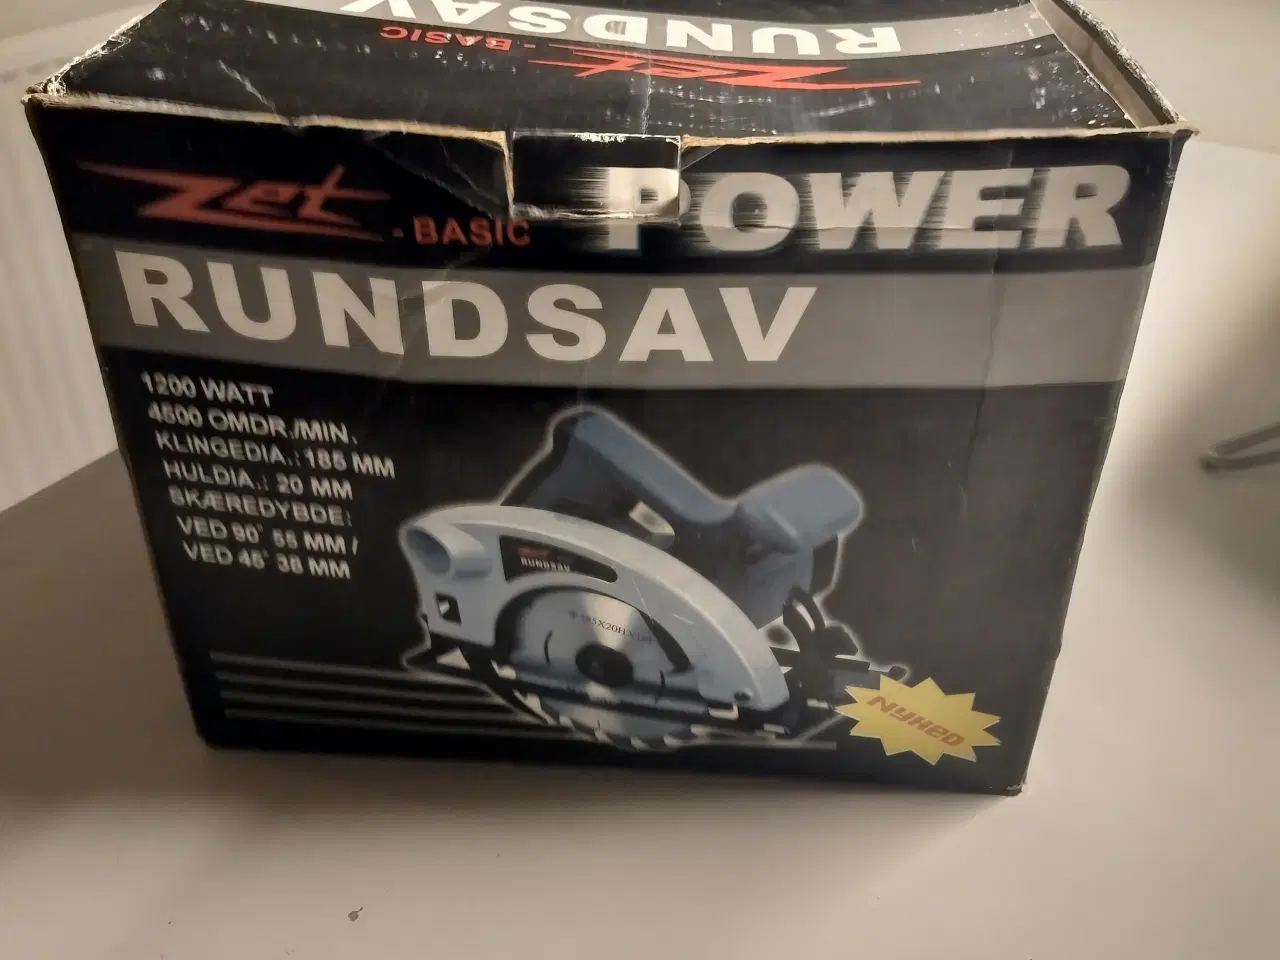 RUNDSAV
Zet - BASIC
Zet - BASIC POWER
RUNDSAV
1200 WATT
4500 OMDR./MIN.
KLINGEDIA.: 185 MM
HULDIA.: 20 MM
SKÆREDYBDE:
VED 90° 55 MM /
VED 45° 38 MM
Zet
RUNDSAV
NYHED